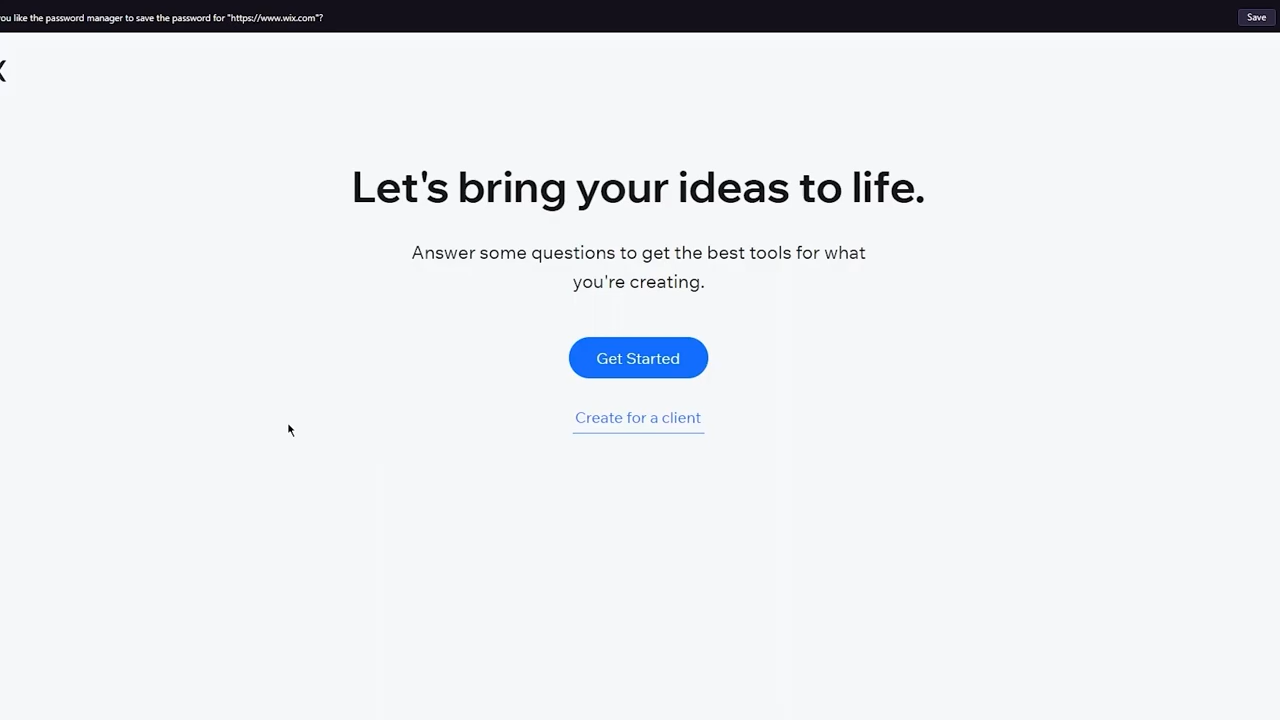 you like the password manager to save the password for "https://www.wix.com"?
Save
X
Let's bring your ideas to life.
Answer some questions to get the best tools for what
you're creating.
Get Started
Create for a client